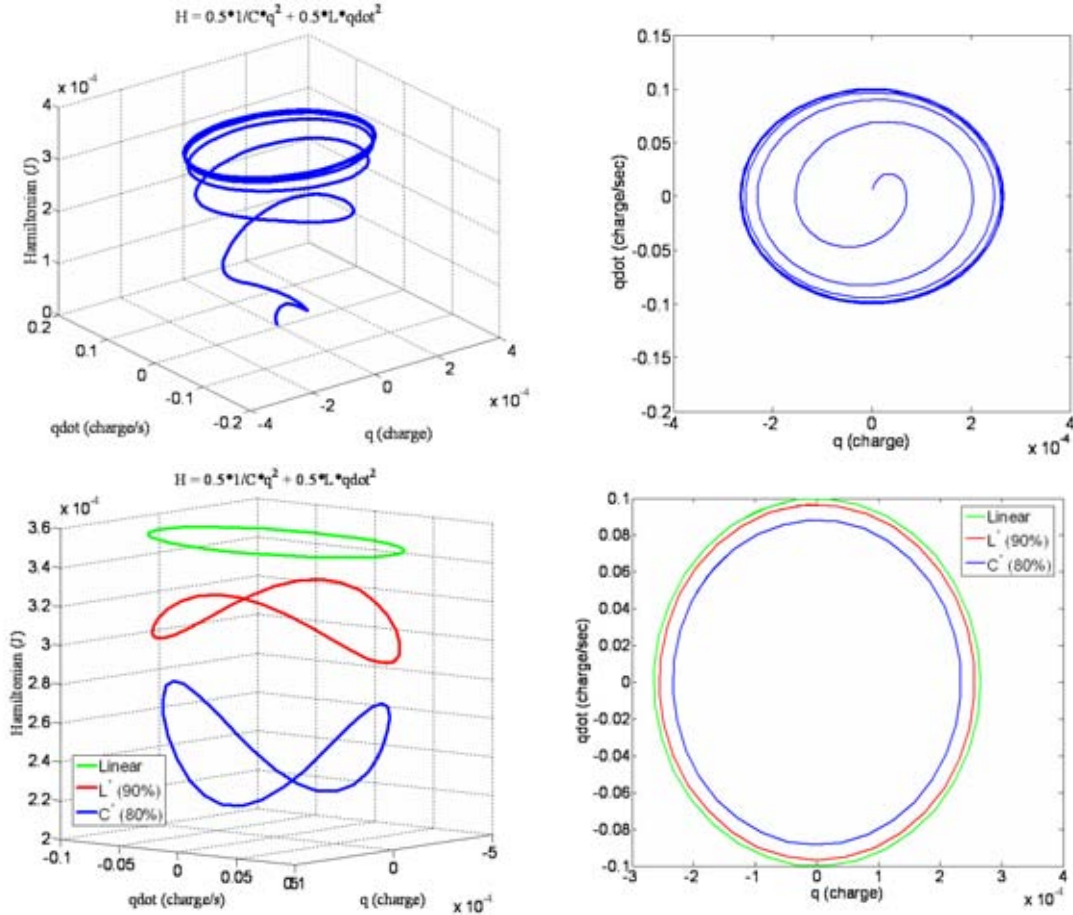 H = 0.5*1/C*q² + 0.5*L*qdot²
x 10⁻⁴
Hamiltonian (J)
4
3
2
1
0
0.2
0.1
0
-0.1
-0.2
-4
-2
0
2
4
x 10⁻⁴
qdot (charge/s)
q (charge)
0.15
0.1
0.05
0
-0.05
-0.1
-0.15
-0.2
qdot (charge/sec)
-4
-2
0
2
4
q (charge)
x 10⁻⁴
H = 0.5*1/C*q² + 0.5*L*qdot²
x 10⁻⁴
Hamiltonian (J)
3.6
3.4
3.2
3
2.8
2.6
2.4
2.2
2
Linear
L* (90%)
C* (80%)
-0.1
-0.05
0
0.05
0.51
0
-5
qdot (charge/s)
q (charge)
x 10⁻⁴
0.1
0.08
0.06
0.04
0.02
0
-0.02
-0.04
-0.06
-0.08
-0.1
qdot (charge/sec)
Linear
L* (90%)
C* (80%)
-3
-2
-1
0
1
2
3
q (charge)
x 10⁻⁴